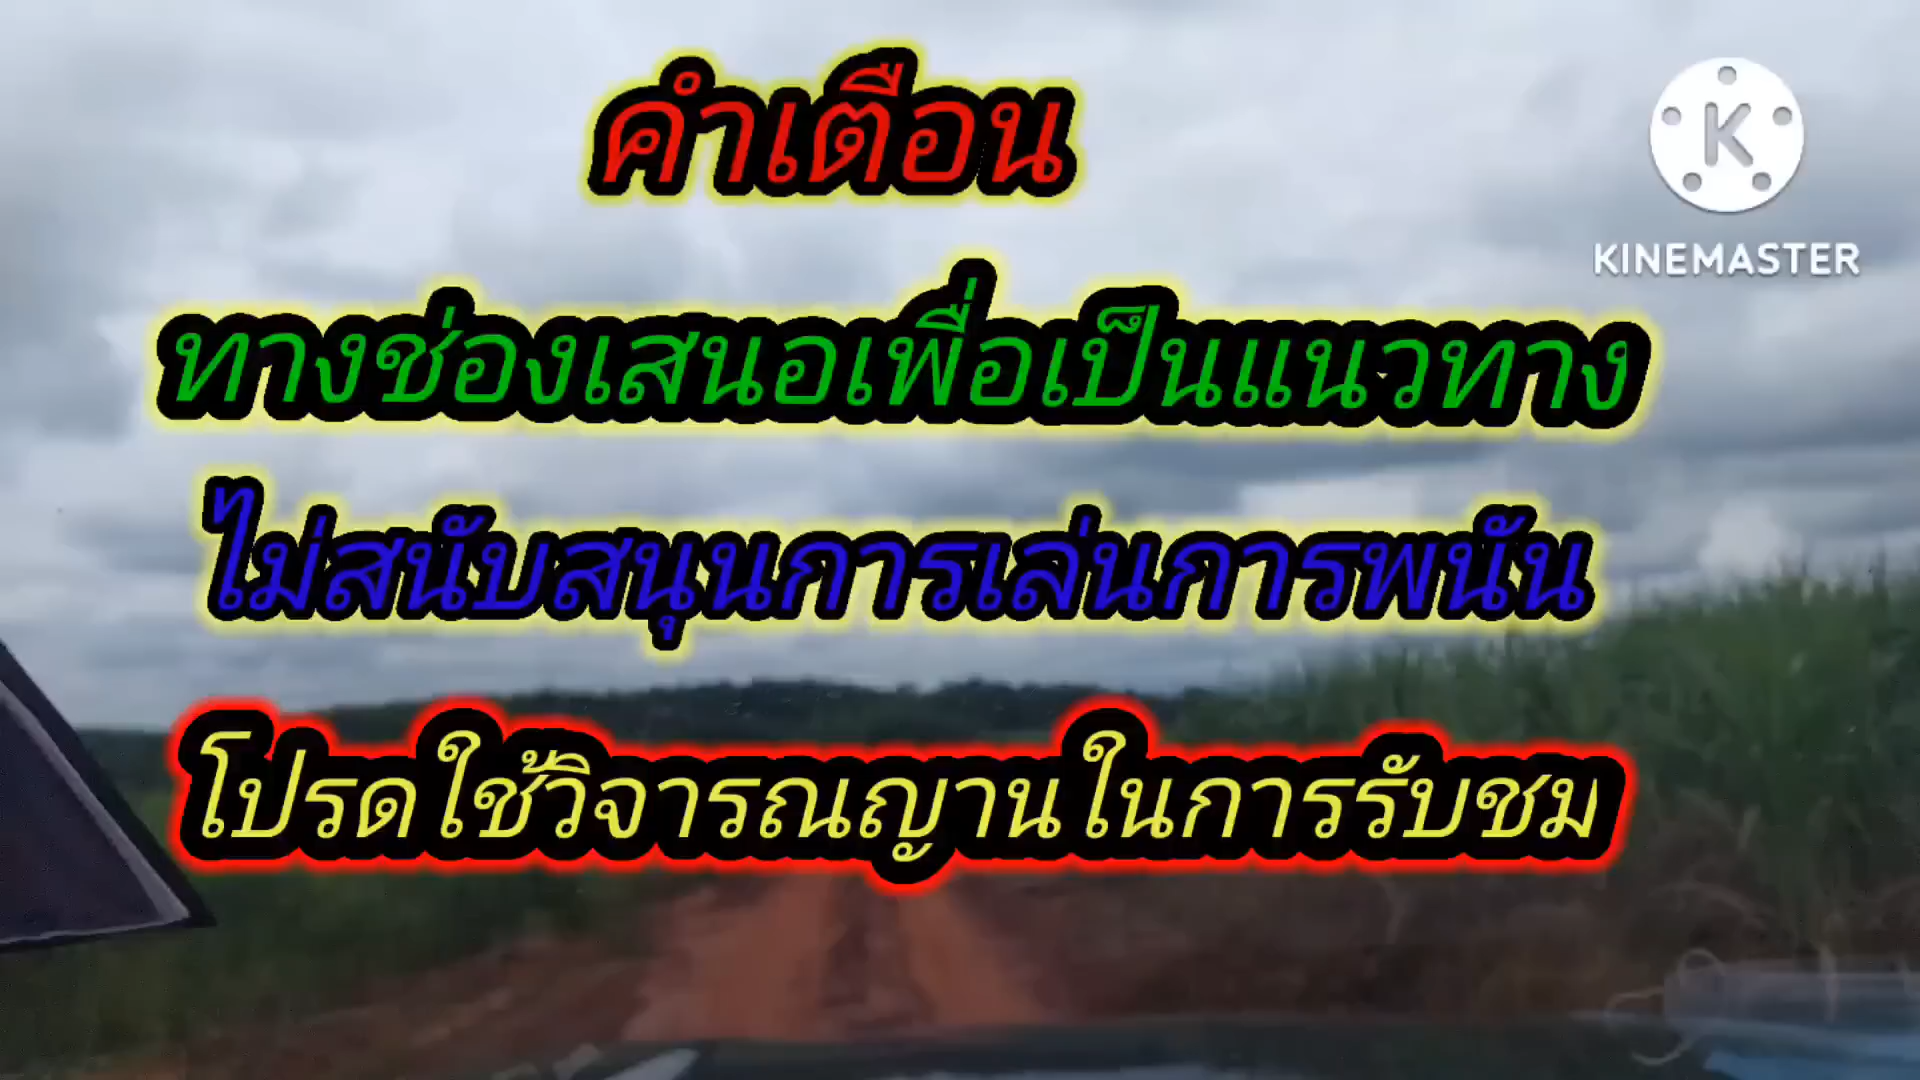 คำเตือน
ทางช่องเสนอเพื่อเป็นแนวทาง
ไม่สนับสนุนการเล่นการพนัน
โปรดใช้วิจารณญานในการรับชม
K
KINEMASTER